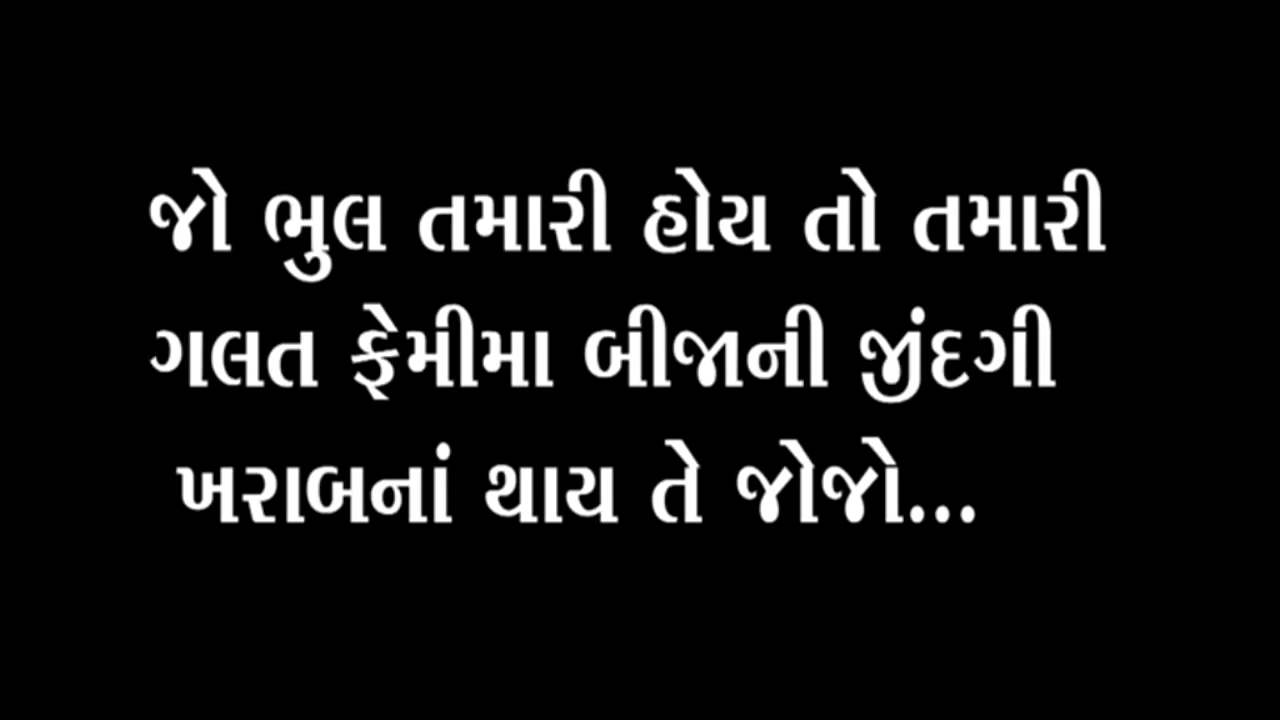 જો ભુલ તમારી હોય તો તમારી
ગલત ફેમીમા બીજાની જીંદગી
ખરાબનાં થાય તે જોજો...